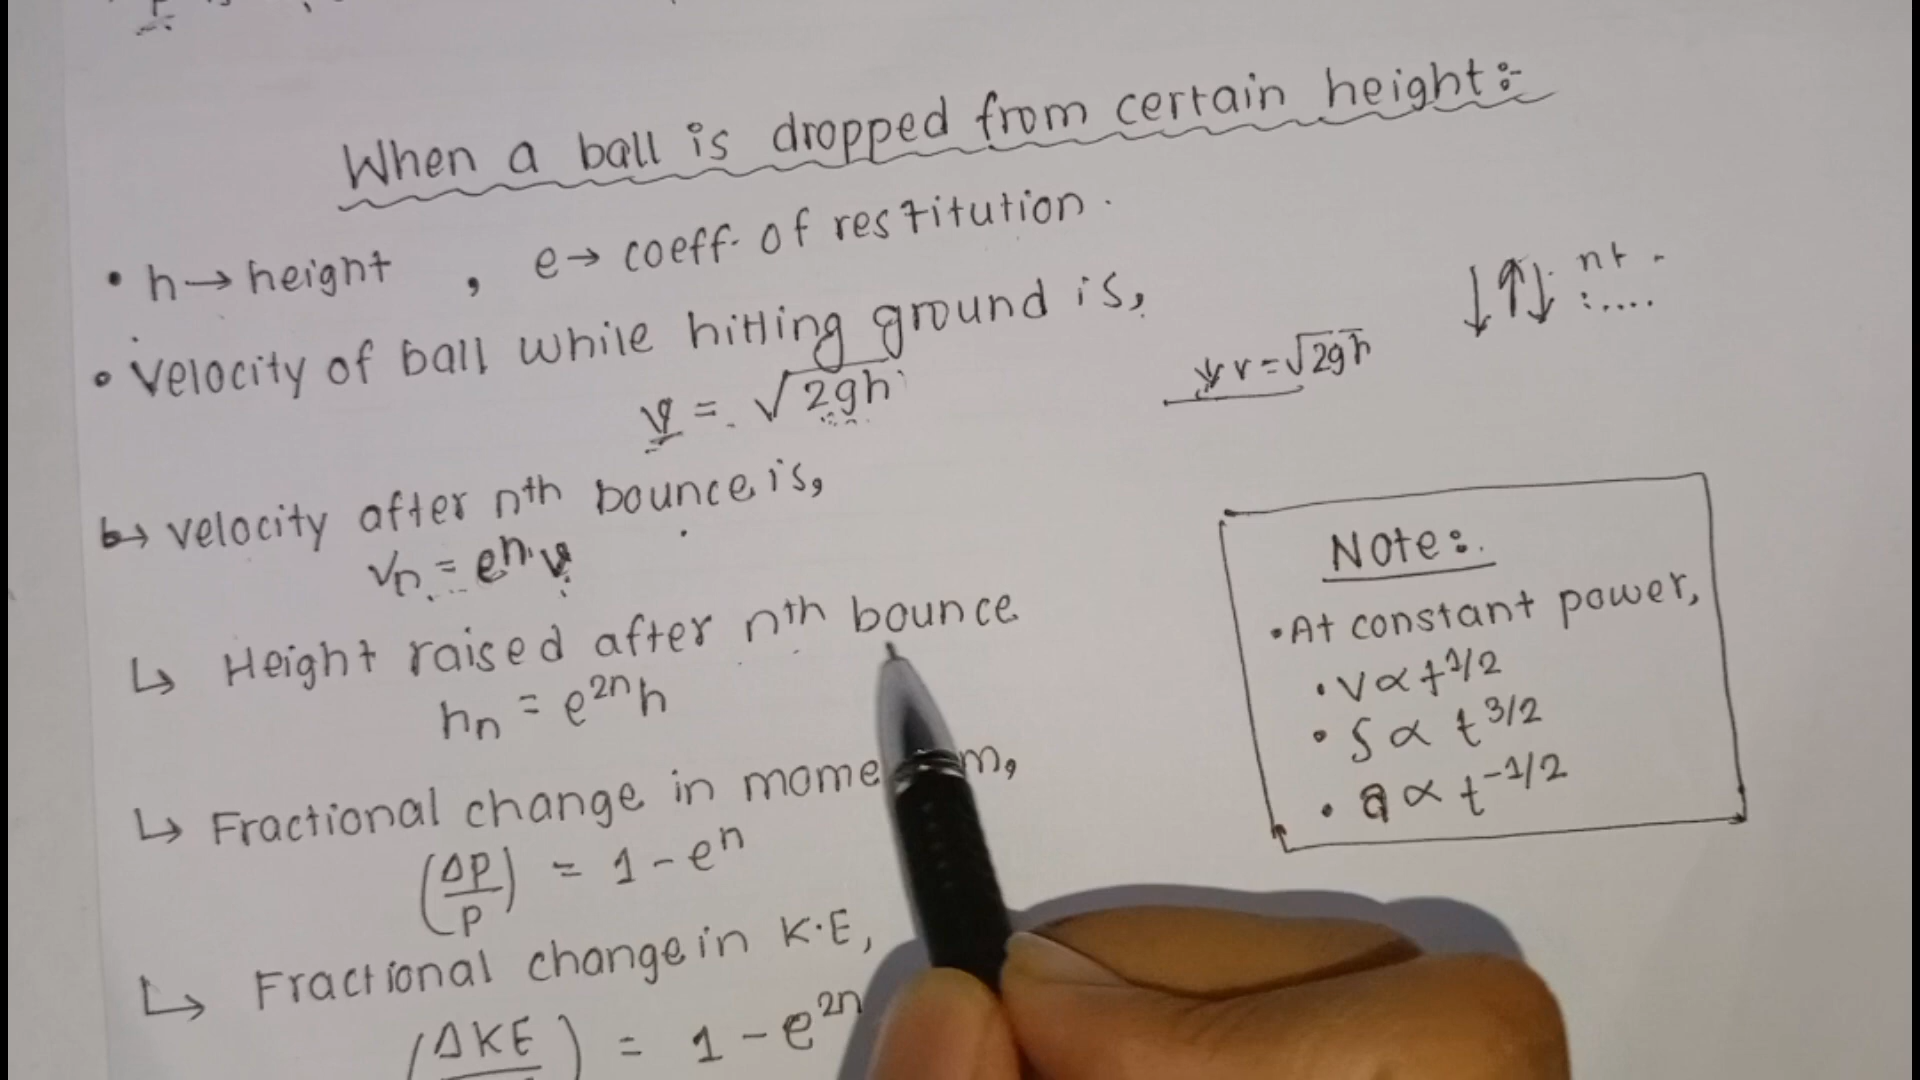 When a ball is dropped from certain height:-
• h → height , e → coeff. of restitution.
• Velocity of ball while hitting ground is,
v = √2gh
v = √2gh
↳ velocity after nth bounce is,
vn = eⁿ v
↳ Height raised after nth bounce
hn = e²ⁿh
↳ Fractional change in
(ΔP/P) = 1 - eⁿ
↳ Fractional change in K.E,
(ΔKE ) = 1 - e²ⁿ
↓↑↓
Note:
• At constant power,
• V ∝ t^1/2
• S ∝ t^3/2
• a ∝ t^-1/2